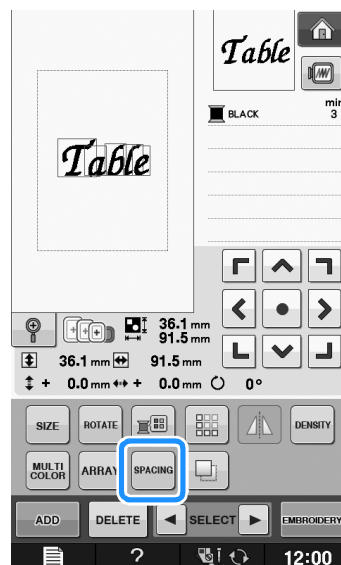 Table
Table
min
BLACK 3
36.1 mm
91.5 mm
36.1 mm 91.5 mm
+ 0.0 mm + 0.0 mm 0°
SIZE ROTATE DENSITY
MULTI COLOR ARRAY SPACING
ADD DELETE SELECT EMBROIDERY
? 12:00